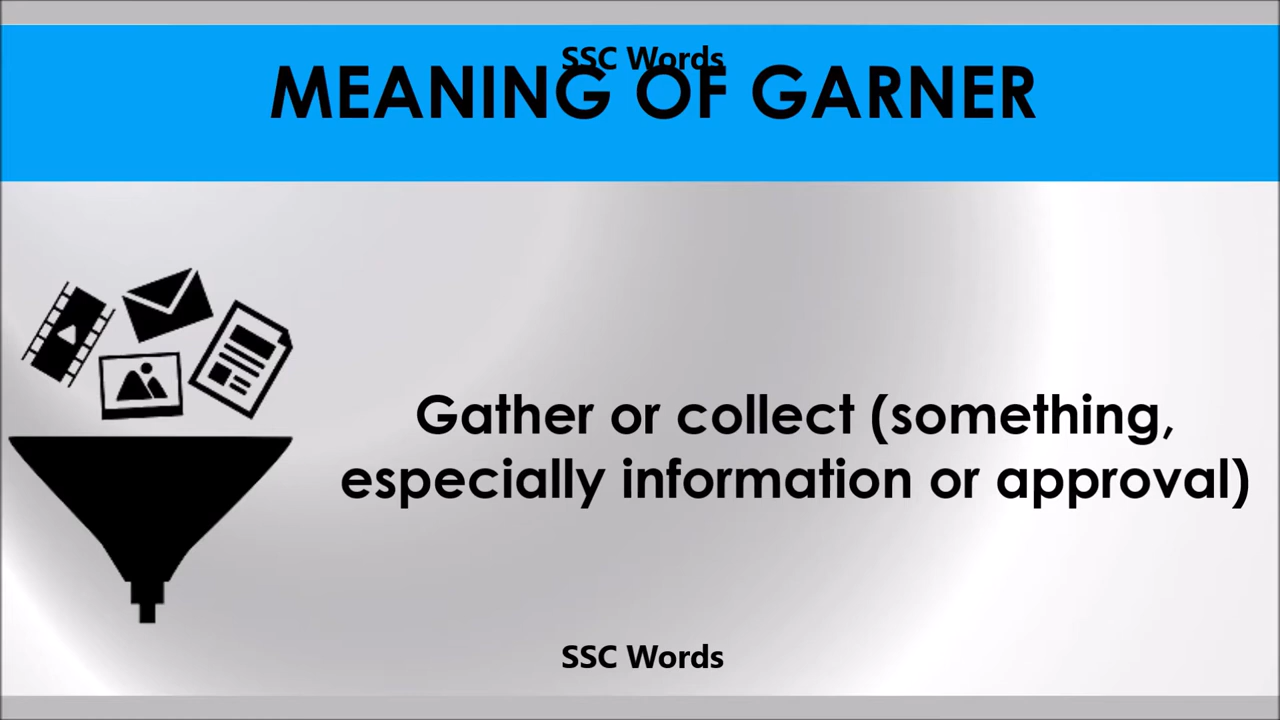 SSC Words
MEANING OF GARNER
Gather or collect (something,
especially information or approval)
SSC Words